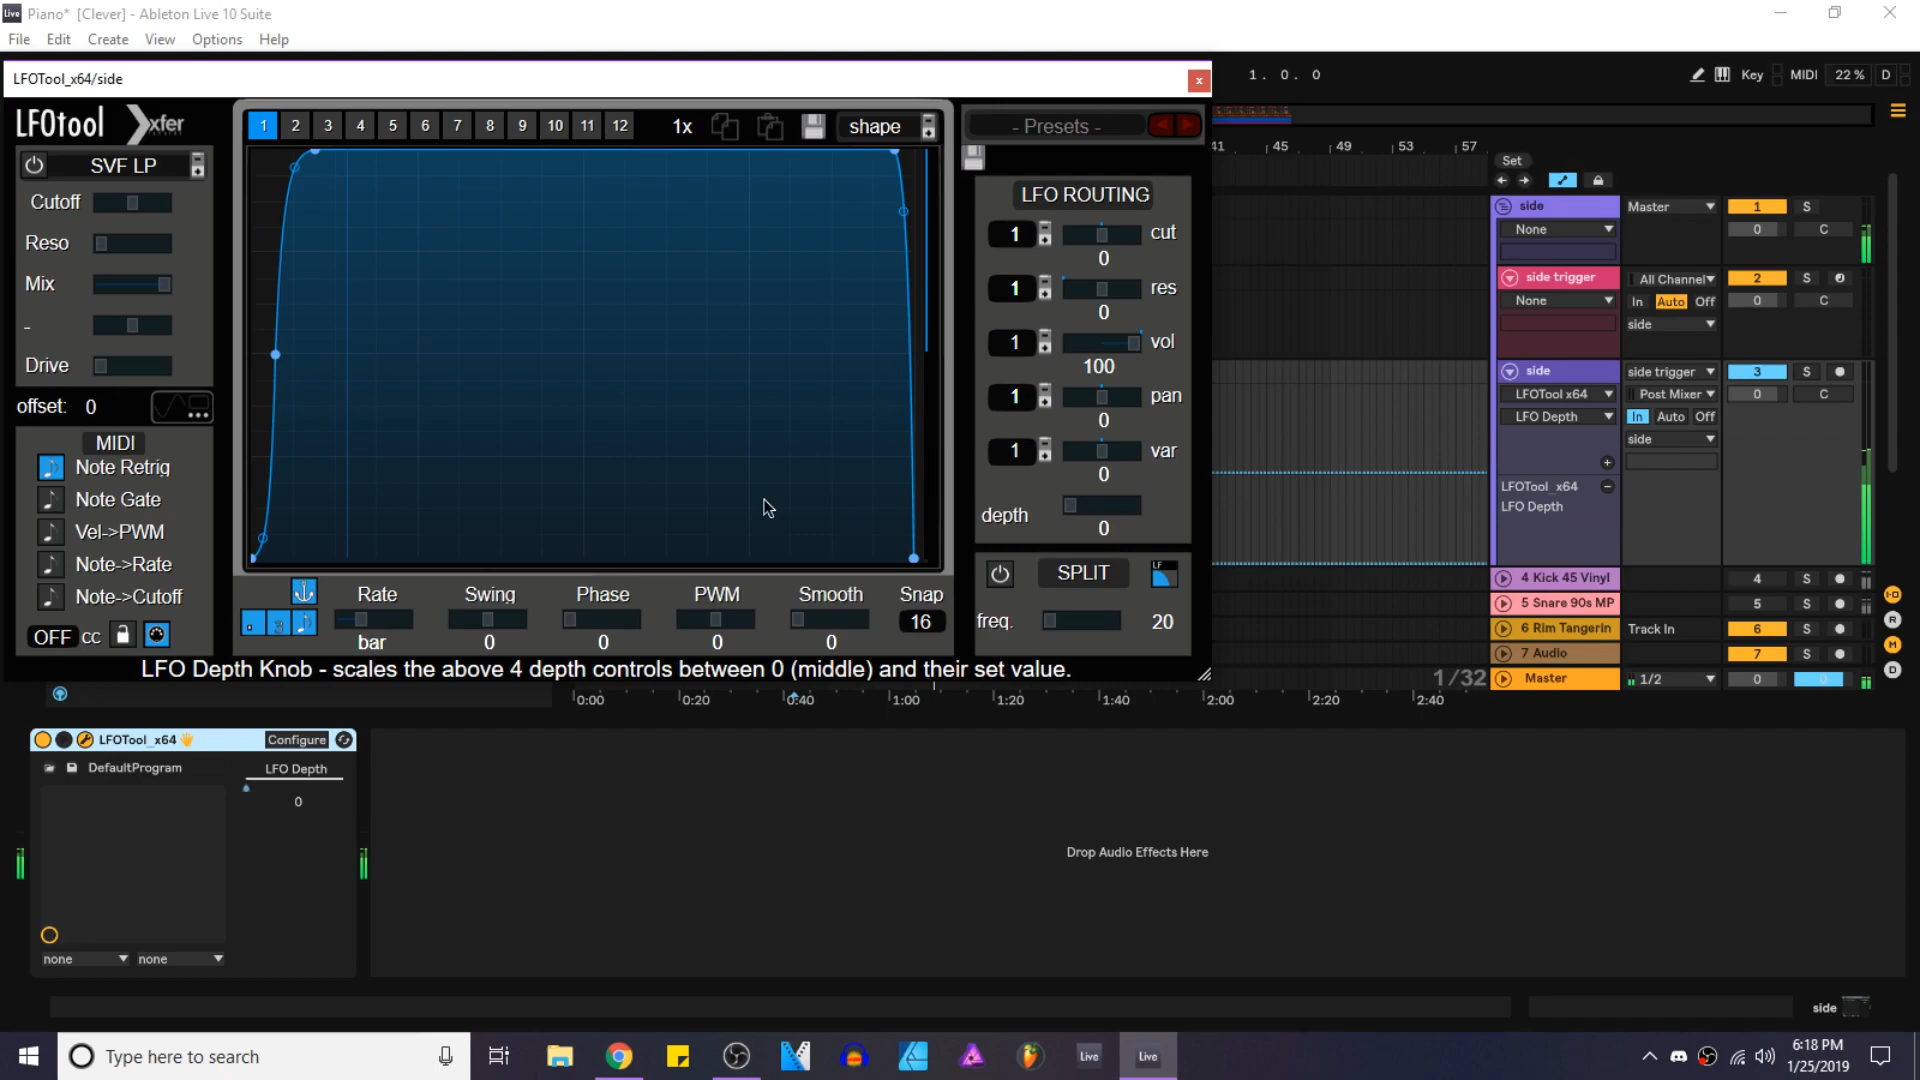 Live Piano* [Clever] - Ableton Live 10 Suite
File Edit Create View Options Help
LFOTool_x64/side x
1. 0. 0 Key MIDI 22 % D
LFOtool xfer
1 2 3 4 5 6 7 8 9 10 11 12 1x shape
- Presets -
SVF LP
Cutoff
Reso
Mix
-
Drive
offset: 0
MIDI
Note Retrig
Note Gate
Vel->PWM
Note->Rate
Note->Cutoff
OFF cc
3
Rate Swing Phase PWM Smooth Snap
bar 0 0 0 0 16
LFO ROUTING
1 cut
0
1 res
0
1 vol
100
1 pan
0
1 var
0
depth
0
LF
SPLIT
freq. 20
LFO Depth Knob - scales the above 4 depth controls between 0 (middle) and their set value.
41 45 49 53 57
Set
side Master 1 S
None 0 C
side trigger All Channel 2 S
None In Auto Off 0 C
side
side side trigger 3 S
LFOTool x64 Post Mixer 0 C
LFO Depth In Auto Off
side
LFOTool_x64
LFO Depth
4 Kick 45 Vinyl 4 S
5 Snare 90s MP 5 S
6 Rim Tangerin Track In 6 S
7 Audio 7 S
1/32 Master 1/2 0 0
I-O
R
M
D
0:00 0:20 0:40 1:00 1:20 1:40 2:00 2:20 2:40
LFOTool_x64 Configure
DefaultProgram LFO Depth
0
none none
Drop Audio Effects Here
side
Type here to search
Live Live
6:18 PM
1/25/2019